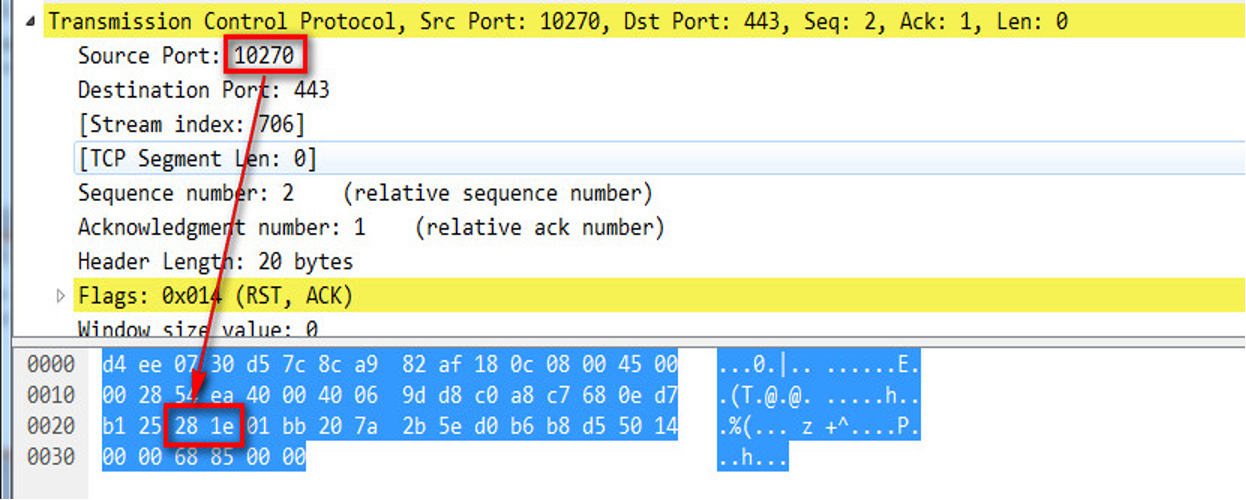 Transmission Control Protocol, Src Port: 10270, Dst Port: 443, Seq: 2, Ack: 1, Len: 0
Source Port: 10270
Destination Port: 443
[Stream index: 706]
[TCP Segment Len: 0]
Sequence number: 2 (relative sequence number)
Acknowledgment number: 1 (relative ack number)
Header Length: 20 bytes
Flags: 0x014 (RST, ACK)
Window size value: 0
0000 d4 ee 07 30 d5 7c 8c a9 82 af 18 0c 08 00 45 00 ...0.|.. ......E.
0010 00 28 54 ea 40 00 40 06 9d d8 c0 a8 c7 68 0e d7 .(T.@.@. .....h..
0020 b1 25 28 1e 01 bb 20 7a 2b 5e d0 b6 b8 d5 50 14 .%(... z +^....P.
0030 00 00 68 85 00 00 ..h...